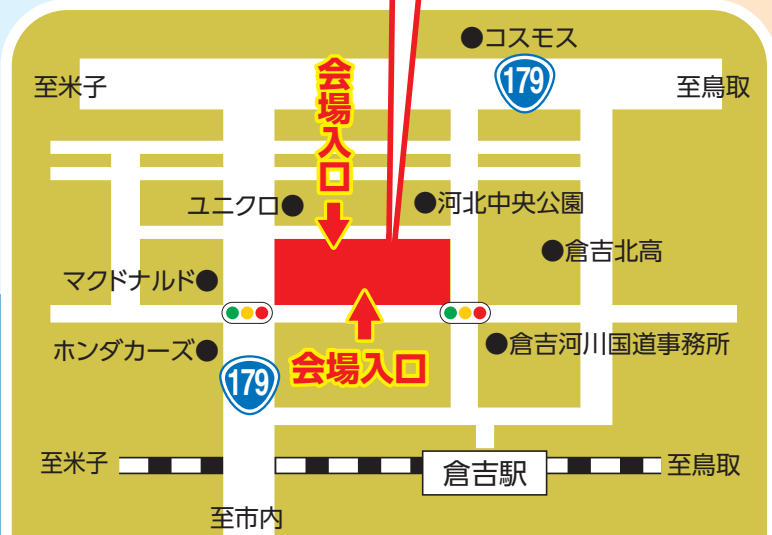 ●コスモス
179
至米子
至鳥取
会場入口
ユニクロ●
●河北中央公園
●倉吉北高
マクドナルド●
ホンダカーズ●
●倉吉河川国道事務所
会場入口
179
至米子
倉吉駅
至鳥取
至市内